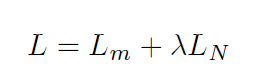 L = L_m + λL_N